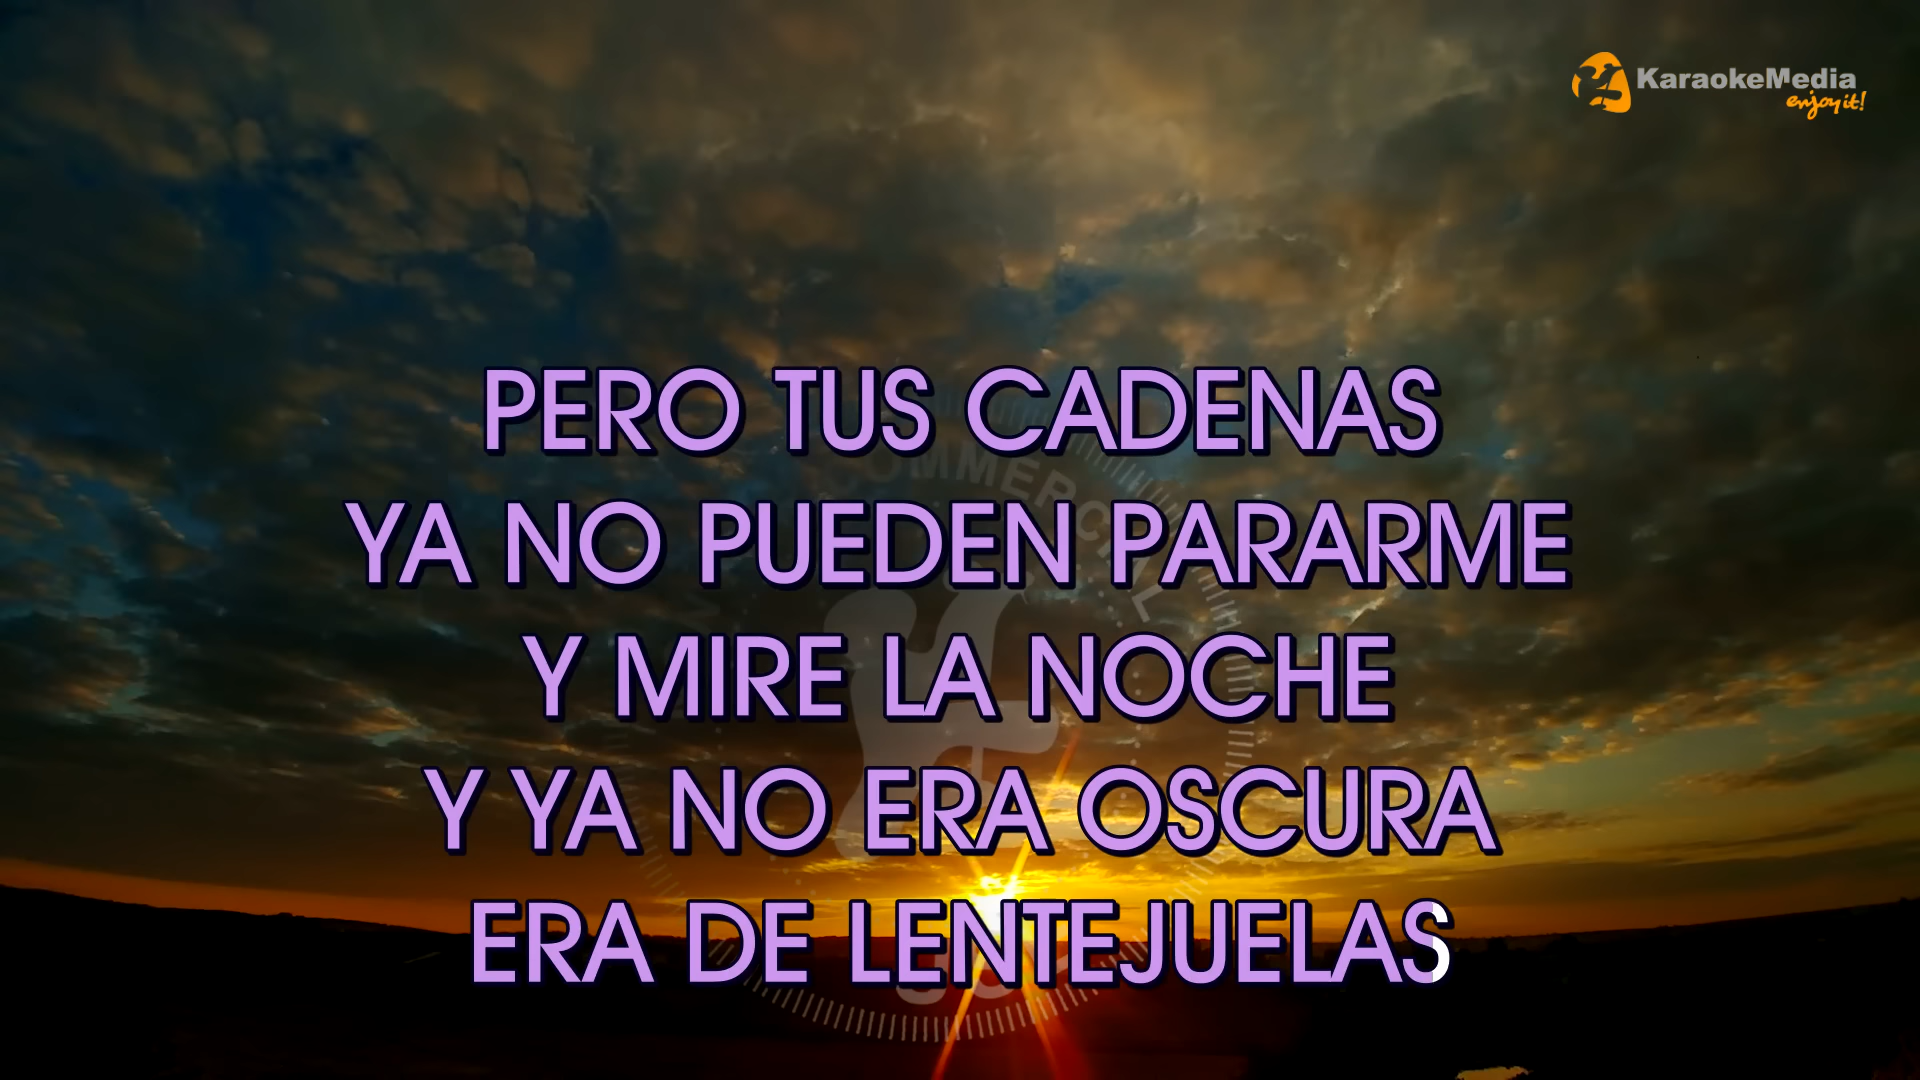 KaraokeMedia
enjoy it!
PERO TUS CADENAS
YA NO PUEDEN PARARME
Y MIRE LA NOCHE
Y YA NO ERA OSCURA
ERA DE LENTEJUELAS
COMMERCIAL